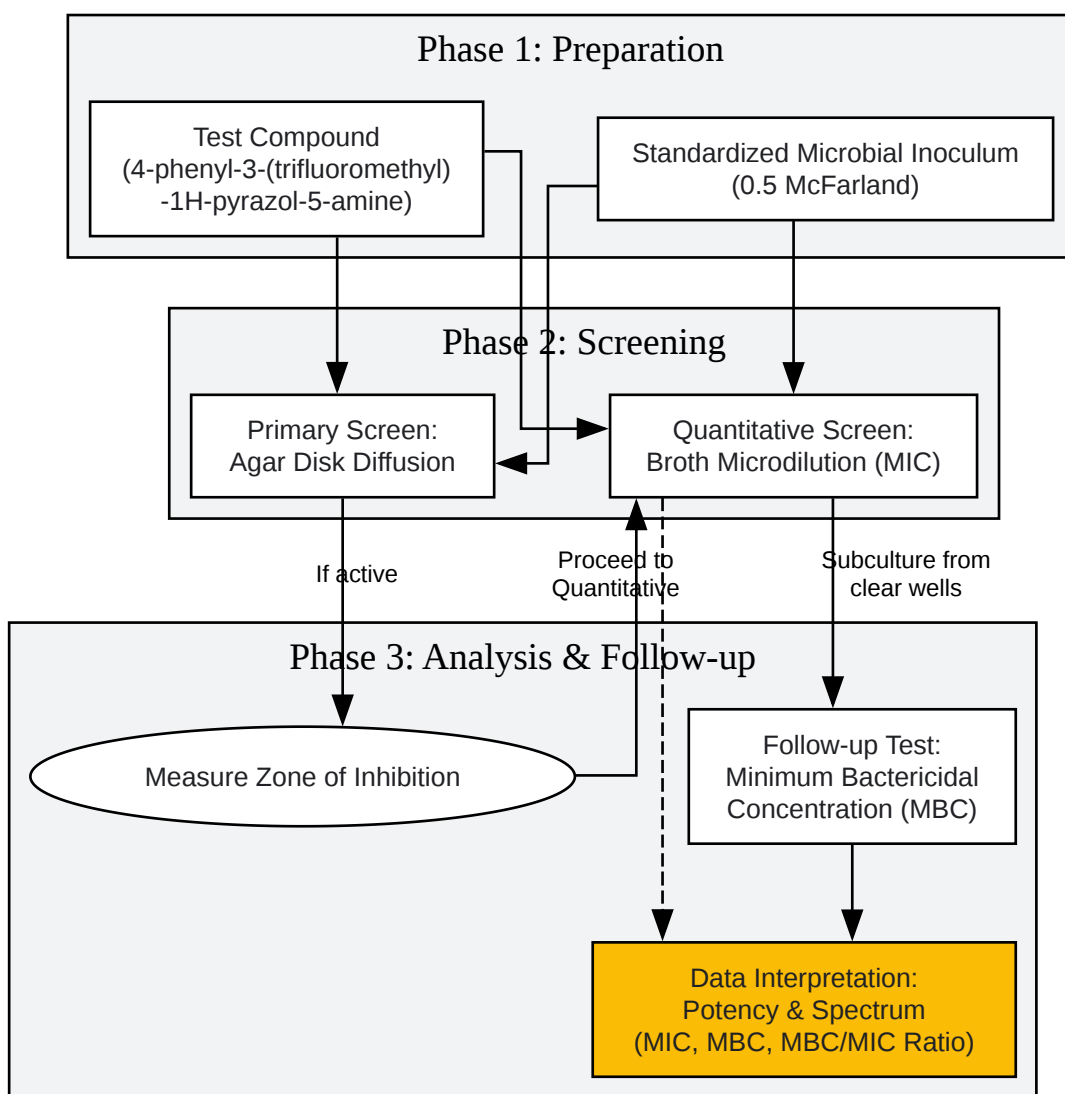 Phase 1: Preparation
Test Compound
(4-phenyl-3-(trifluoromethyl)
-1H-pyrazol-5-amine)
Standardized Microbial Inoculum
(0.5 McFarland)
Phase 2: Screening
Primary Screen:
Agar Disk Diffusion
Quantitative Screen:
Broth Microdilution (MIC)
If active
Proceed to
Quantitative
Subculture from
clear wells
Phase 3: Analysis & Follow-up
Measure Zone of Inhibition
Follow-up Test:
Minimum Bactericidal
Concentration (MBC)
Data Interpretation:
Potency & Spectrum
(MIC, MBC, MBC/MIC Ratio)